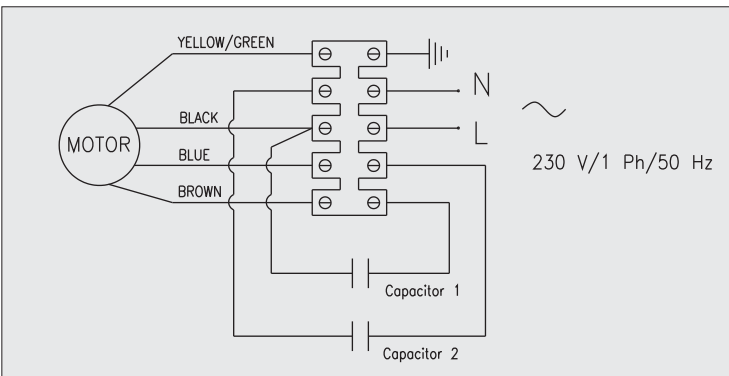 YELLOW/GREEN
N
BLACK
MOTOR
L
BLUE
230 V/1 Ph/50 Hz
BROWN
Capacitor 1
Capacitor 2